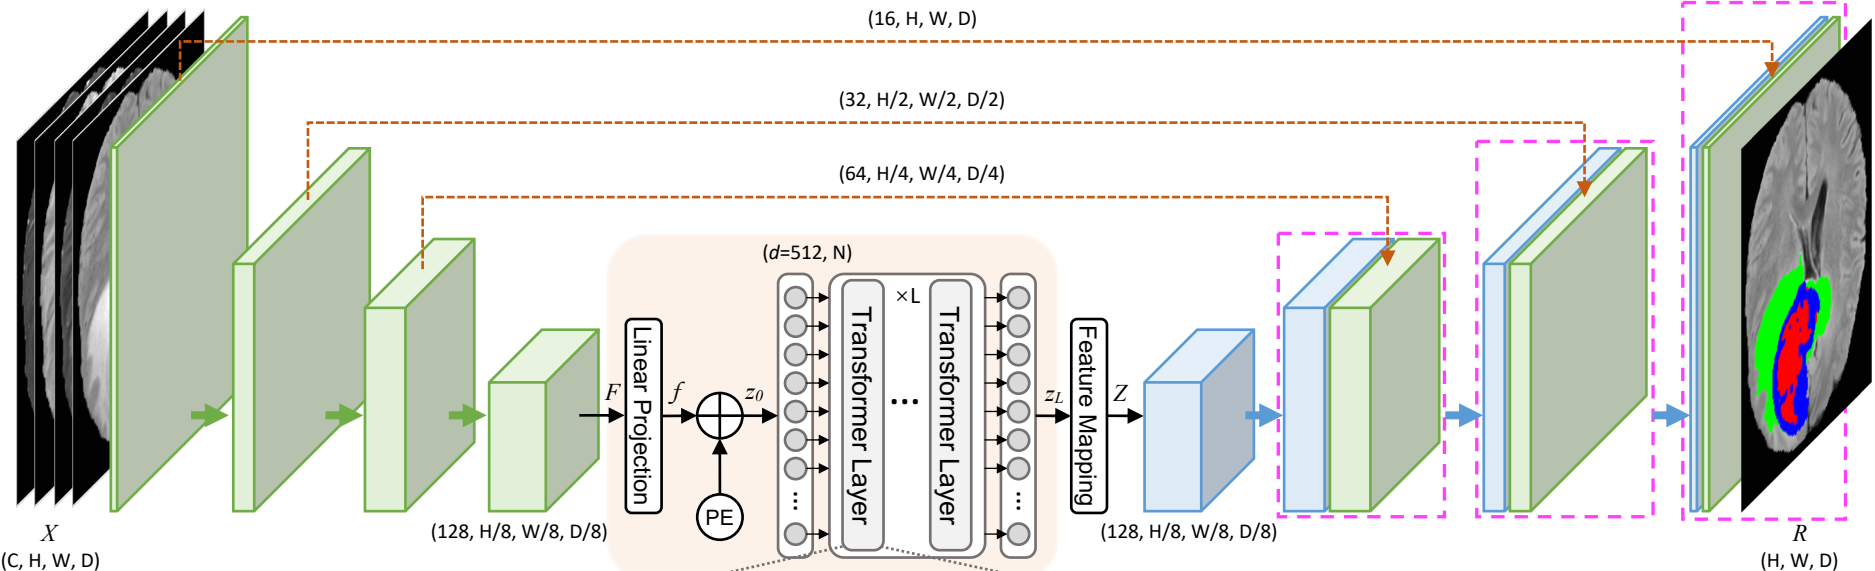 (16, H, W, D)
(32, H/2, W/2, D/2)
(64, H/4, W/4, D/4)
(d=512, N)
×L
Linear Projection
Transformer Layer
...
Transformer Layer
Feature Mapping
F
f
z0
zL
Z
PE
...
...
(128, H/8, W/8, D/8)
(128, H/8, W/8, D/8)
X
(C, H, W, D)
R
(H, W, D)